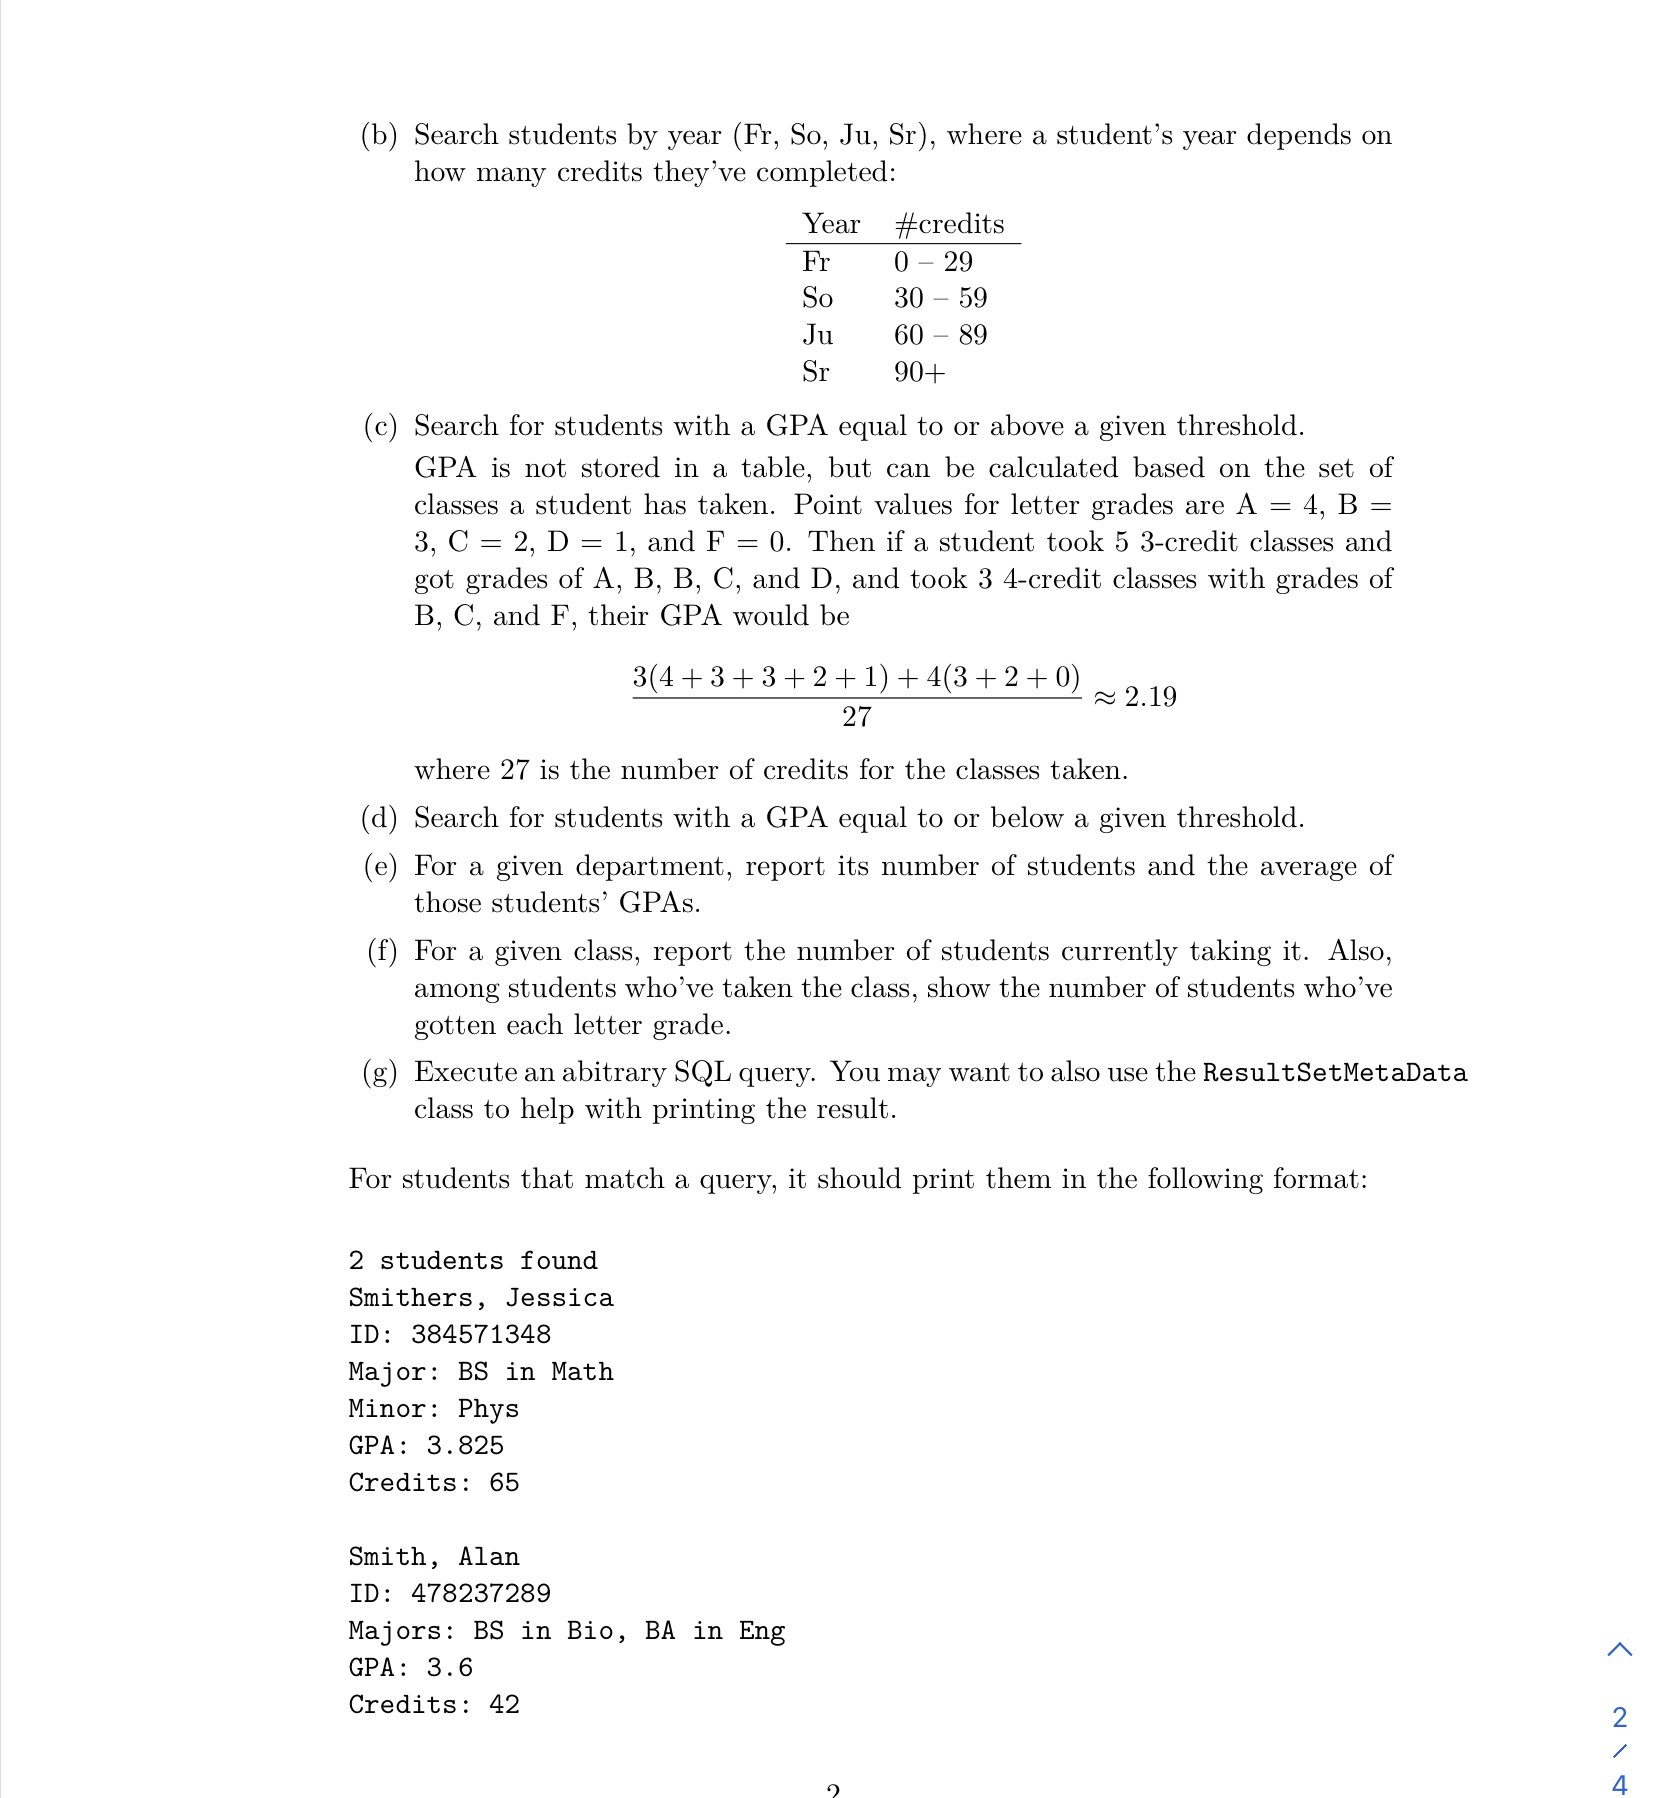 (b) Search students by year (Fr, So, Ju, Sr), where a student's year depends on
how many credits they've completed:
Year #credits
Fr 0 – 29
So 30 – 59
Ju 60 – 89
Sr 90+
(c) Search for students with a GPA equal to or above a given threshold.
GPA is not stored in a table, but can be calculated based on the set of
classes a student has taken. Point values for letter grades are A = 4, B =
3, C = 2, D = 1, and F = 0. Then if a student took 5 3-credit classes and
got grades of A, B, B, C, and D, and took 3 4-credit classes with grades of
B, C, and F, their GPA would be
3(4 + 3 + 3 + 2 + 1) + 4(3 + 2 + 0)
27
≈ 2.19
where 27 is the number of credits for the classes taken.
(d) Search for students with a GPA equal to or below a given threshold.
(e) For a given department, report its number of students and the average of
those students' GPAs.
(f) For a given class, report the number of students currently taking it. Also,
among students who've taken the class, show the number of students who've
gotten each letter grade.
(g) Execute an abitrary SQL query. You may want to also use the ResultSetMetaData
class to help with printing the result.
For students that match a query, it should print them in the following format:
2 students found
Smithers, Jessica
ID: 384571348
Major: BS in Math
Minor: Phys
GPA: 3.825
Credits: 65
Smith, Alan
ID: 478237289
Majors: BS in Bio, BA in Eng
GPA: 3.6
Credits: 42
2
/
4
2